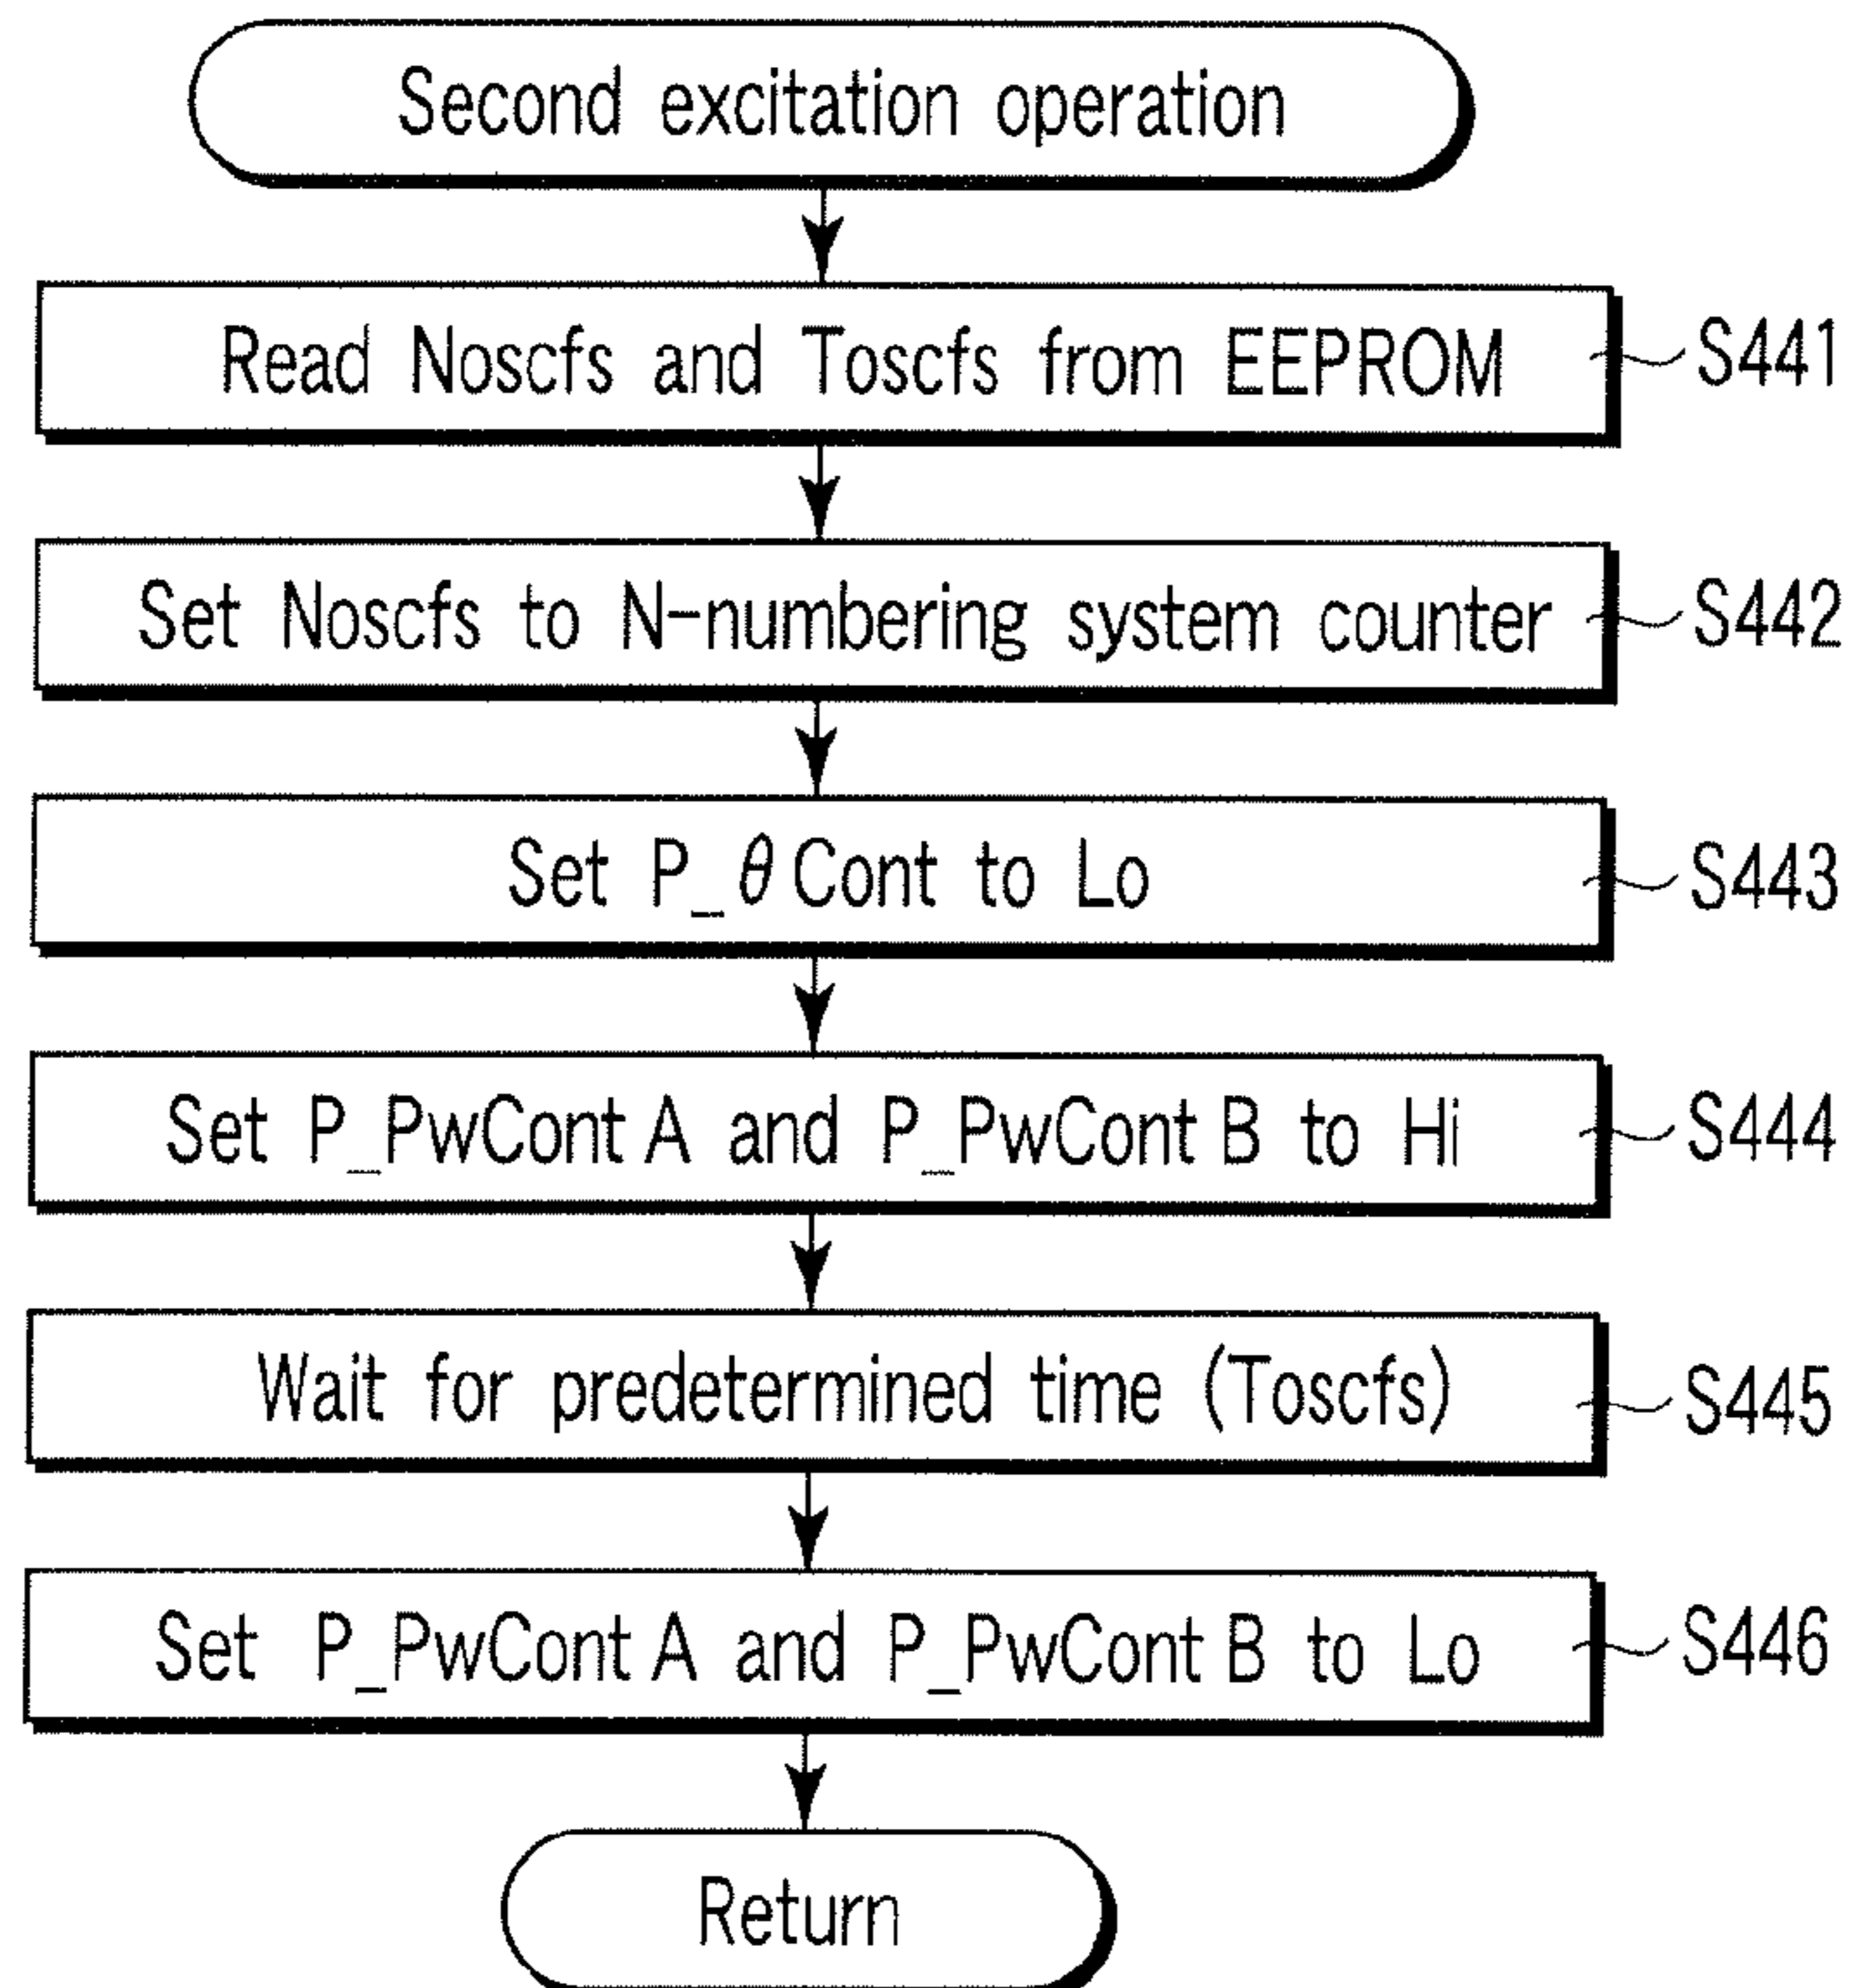 Second excitation operation
Read Noscfs and Toscfs from EEPROM
S441
Set Noscfs to N-numbering system counter
S442
Set P_θCont to Lo
S443
Set P_PwCont A and P_PwCont B to Hi
S444
Wait for predetermined time (Toscfs)
S445
Set P_PwCont A and P_PwCont B to Lo
S446
Return